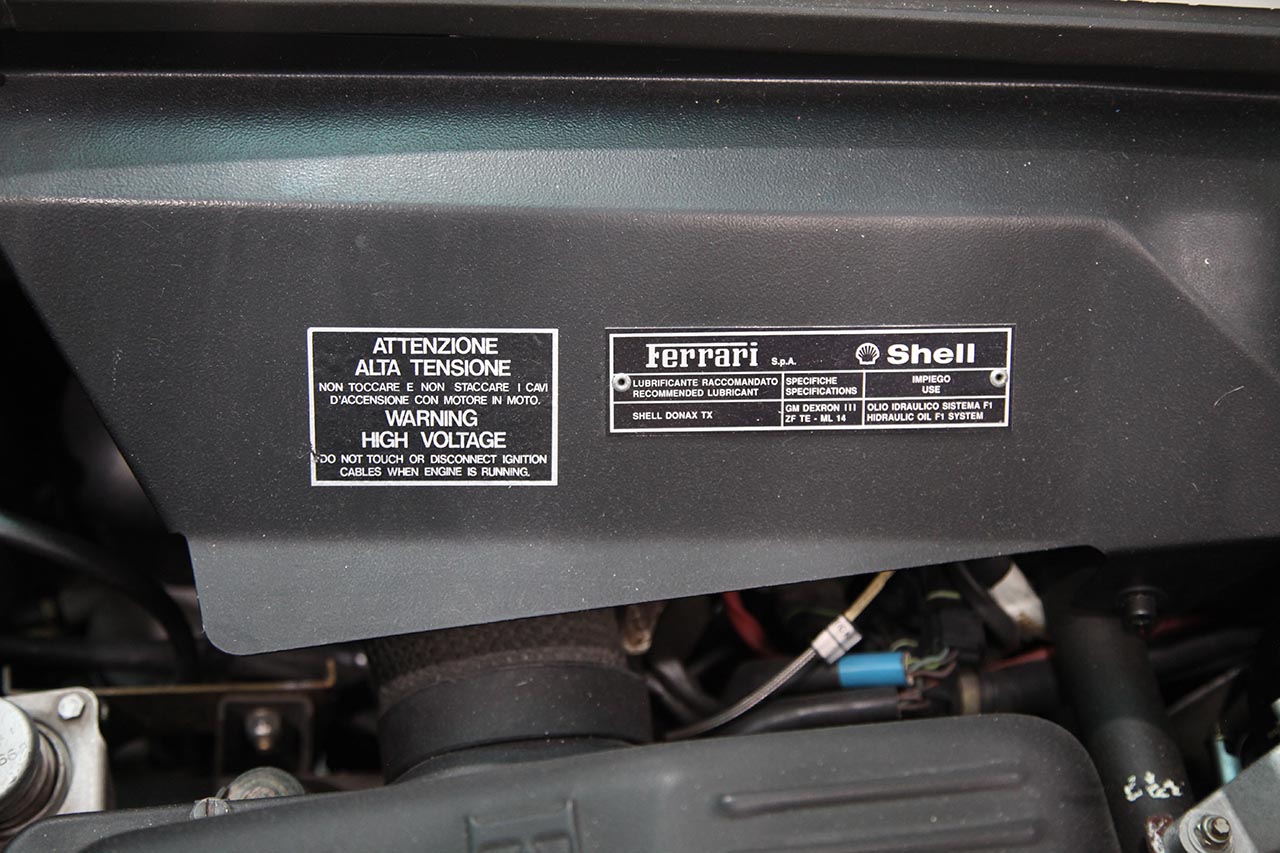 ATTENZIONE
ALTA TENSIONE
NON TOCCARE E NON STACCARE I CAVI
D'ACCENSIONE CON MOTORE IN MOTO.
WARNING
HIGH VOLTAGE
DO NOT TOUCH OR DISCONNECT IGNITION
CABLES WHEN ENGINE IS RUNNING.
Ferrari S.p.A. Shell
LUBRIFICANTE RACCOMANDATO
RECOMMENDED LUBRICANT
SPECIFICHE
SPECIFICATIONS
IMPIEGO
USE
SHELL DONAX TX
GM DEXRON III
ZF TE - ML 14
OLIO IDRAULICO SISTEMA F1
HIDRAULIC OIL F1 SYSTEM